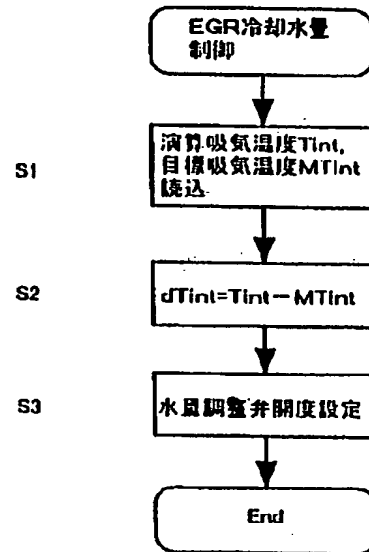 EGR冷却水量
制御
S1
演算吸気温度Tint,
目標吸気温度MTint
読込
S2
dTint=Tint－MTint
S3
水量調整弁開度設定
End